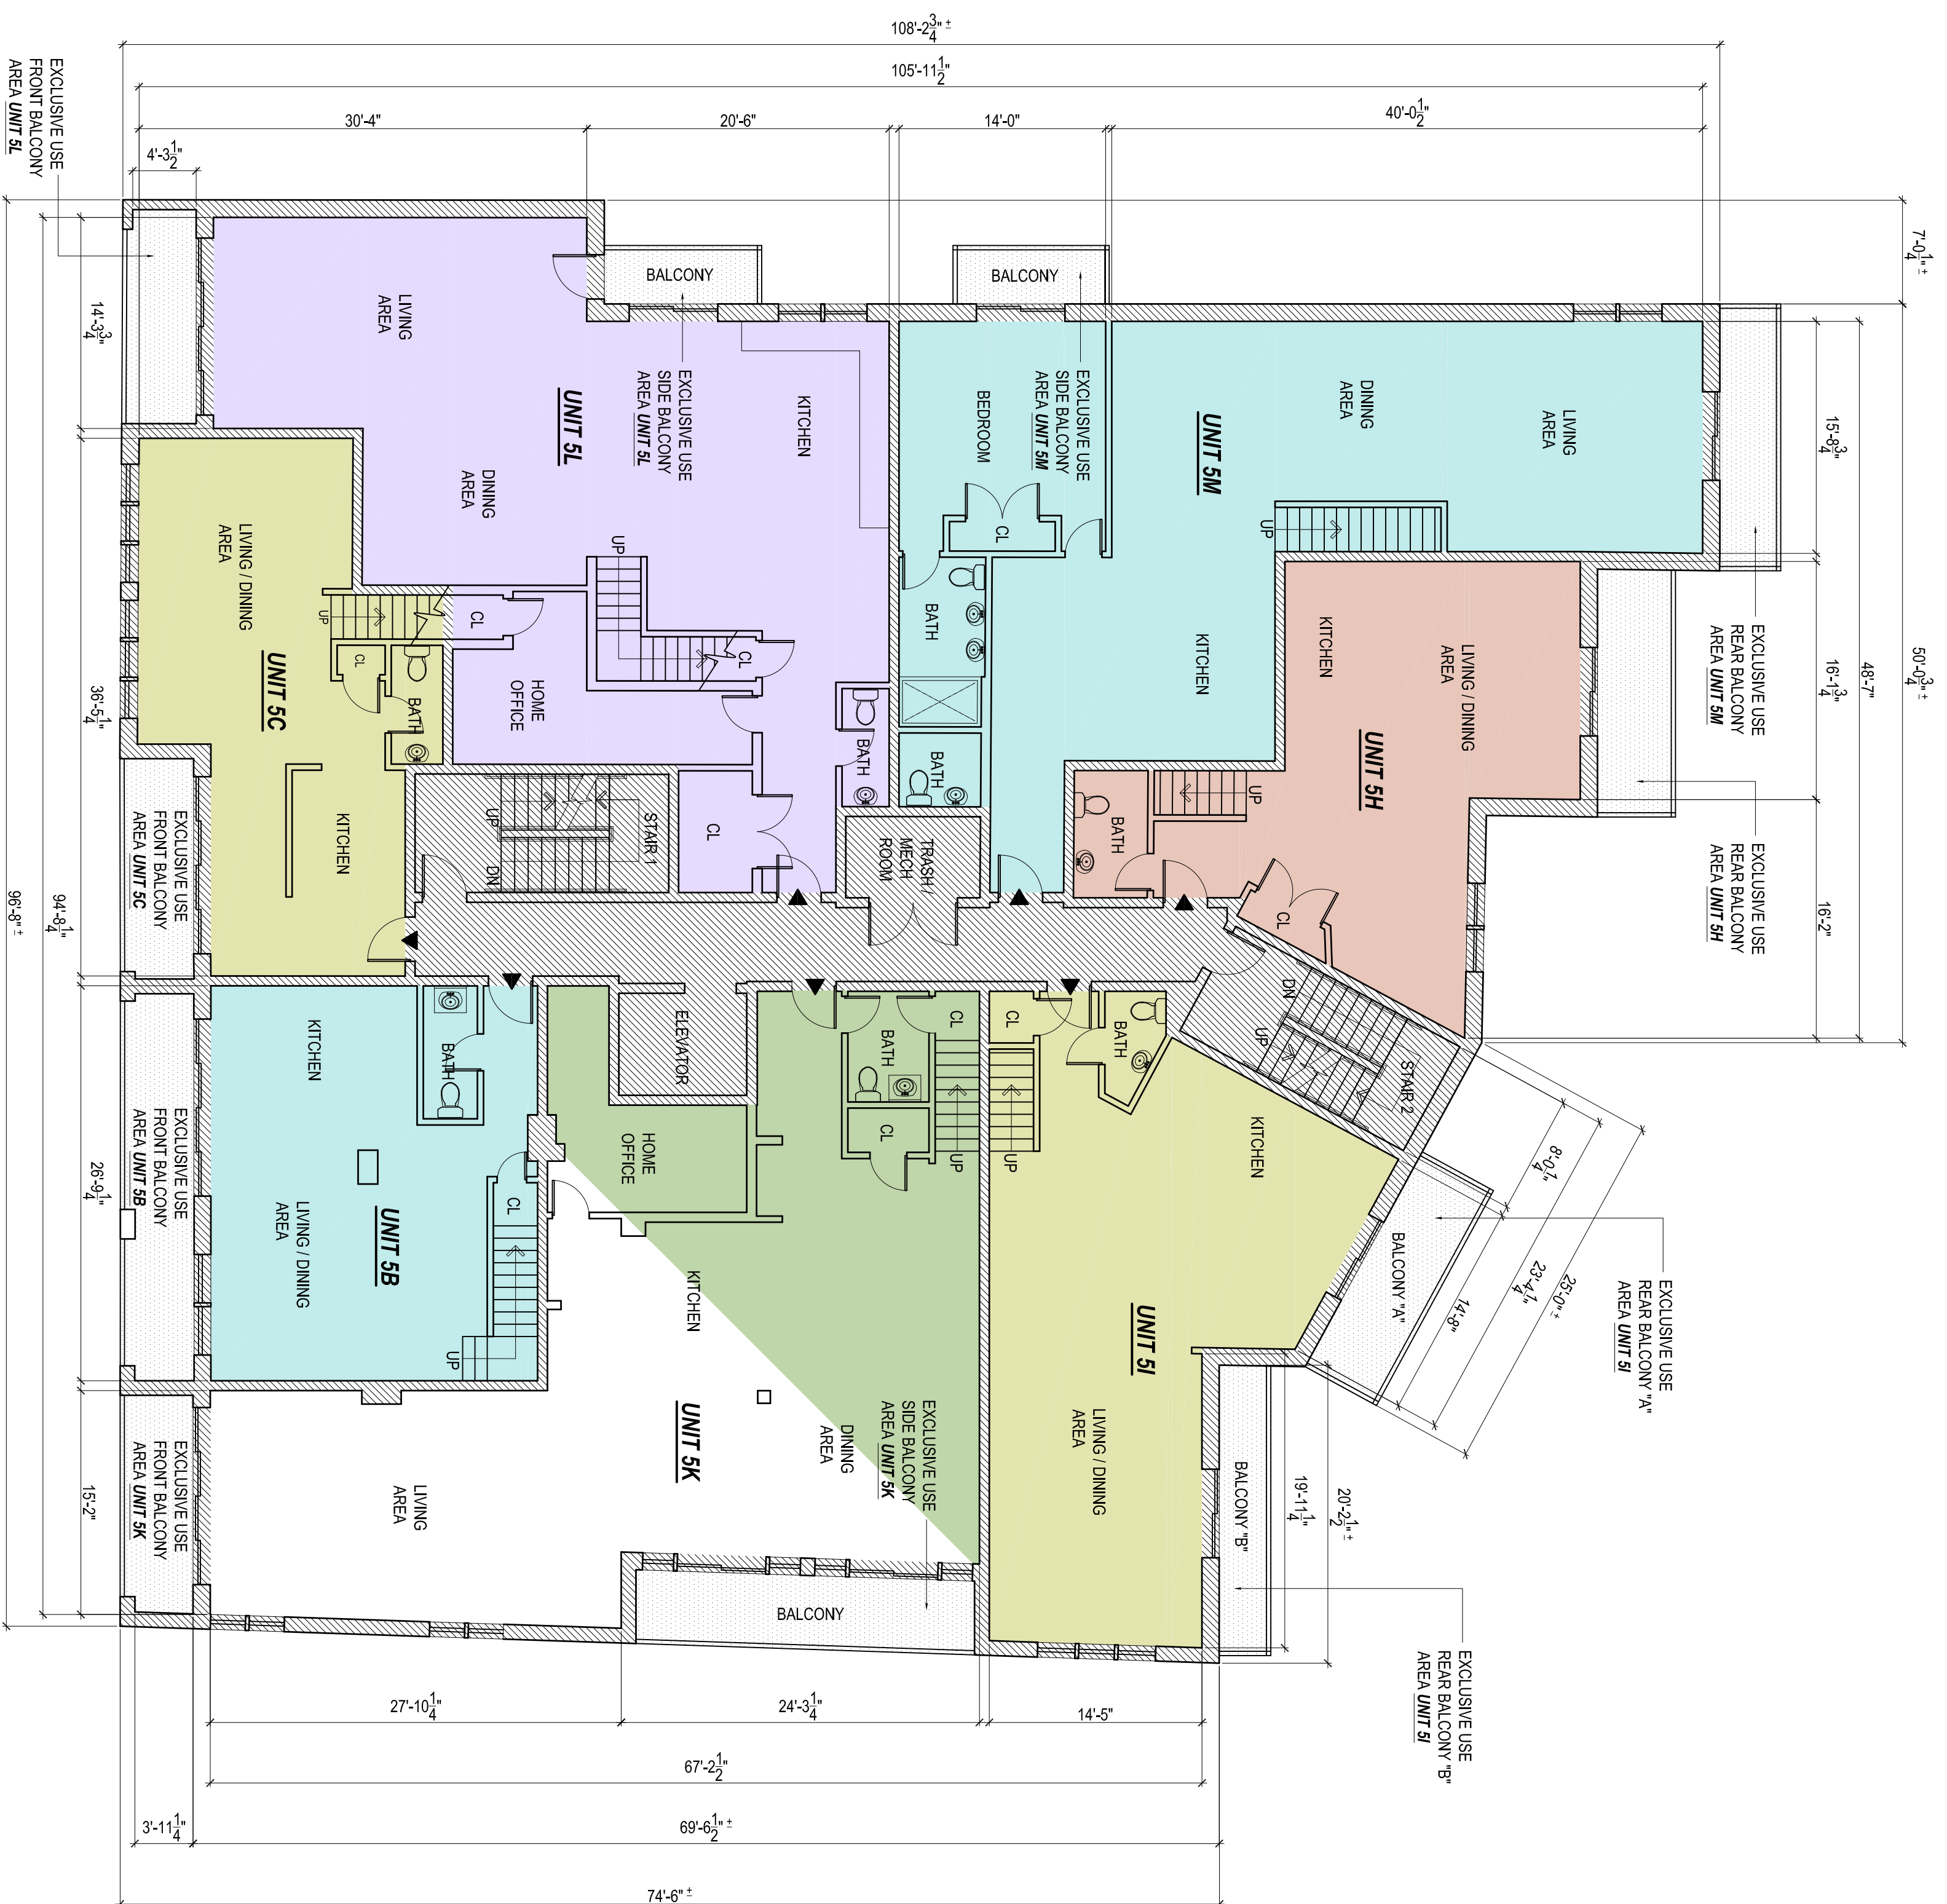 108'-2 3/4" ±
105'-11 1/2"
30'-4"
20'-6"
14'-0"
40'-0 1/2"
4'-3 1/2"
EXCLUSIVE USE
FRONT BALCONY
AREA UNIT 5L
7'-0 1/4" ±
50'-0 3/4" ±
48'-7"
15'-8 3/4"
16'-1 3/4"
16'-2"
EXCLUSIVE USE
REAR BALCONY
AREA UNIT 5M
EXCLUSIVE USE
REAR BALCONY
AREA UNIT 5H
BALCONY
BALCONY
LIVING
AREA
UNIT 5L
EXCLUSIVE USE
SIDE BALCONY
AREA UNIT 5L
KITCHEN
DINING
AREA
UP
CL
CL
HOME
OFFICE
BATH
CL
BEDROOM
EXCLUSIVE USE
SIDE BALCONY
AREA UNIT 5M
CL
BATH
BATH
UNIT 5M
DINING
AREA
LIVING
AREA
UP
KITCHEN
KITCHEN
LIVING / DINING
AREA
UNIT 5H
UP
BATH
CL
LIVING / DINING
AREA
UNIT 5C
UP
CL
BATH
KITCHEN
STAIR 1
UP
DN
TRASH /
MECH
ROOM
ELEVATOR
STAIR 2
DN
UP
KITCHEN
BATH
UNIT 5B
LIVING / DINING
AREA
CL
UP
HOME
OFFICE
KITCHEN
UNIT 5K
LIVING
AREA
DINING
AREA
EXCLUSIVE USE
SIDE BALCONY
AREA UNIT 5K
BALCONY
BATH
CL
CL
UP
CL
UP
BATH
KITCHEN
UNIT 5I
LIVING / DINING
AREA
BALCONY "A"
BALCONY "B"
8'-0 1/4"
14'-8"
23'-4 1/4"
25'-0" ±
EXCLUSIVE USE
REAR BALCONY "A"
AREA UNIT 5I
19'-11 1/4"
20'-2 1/2" ±
EXCLUSIVE USE
REAR BALCONY "B"
AREA UNIT 5I
14'-3 3/4"
36'-5 1/4"
26'-9 1/4"
15'-2"
94'-8 1/4"
96'-8" ±
EXCLUSIVE USE
FRONT BALCONY
AREA UNIT 5C
EXCLUSIVE USE
FRONT BALCONY
AREA UNIT 5B
EXCLUSIVE USE
FRONT BALCONY
AREA UNIT 5K
27'-10 1/4"
24'-3 1/4"
14'-5"
67'-2 1/2"
3'-11 1/4"
69'-6 1/2" ±
74'-6" ±